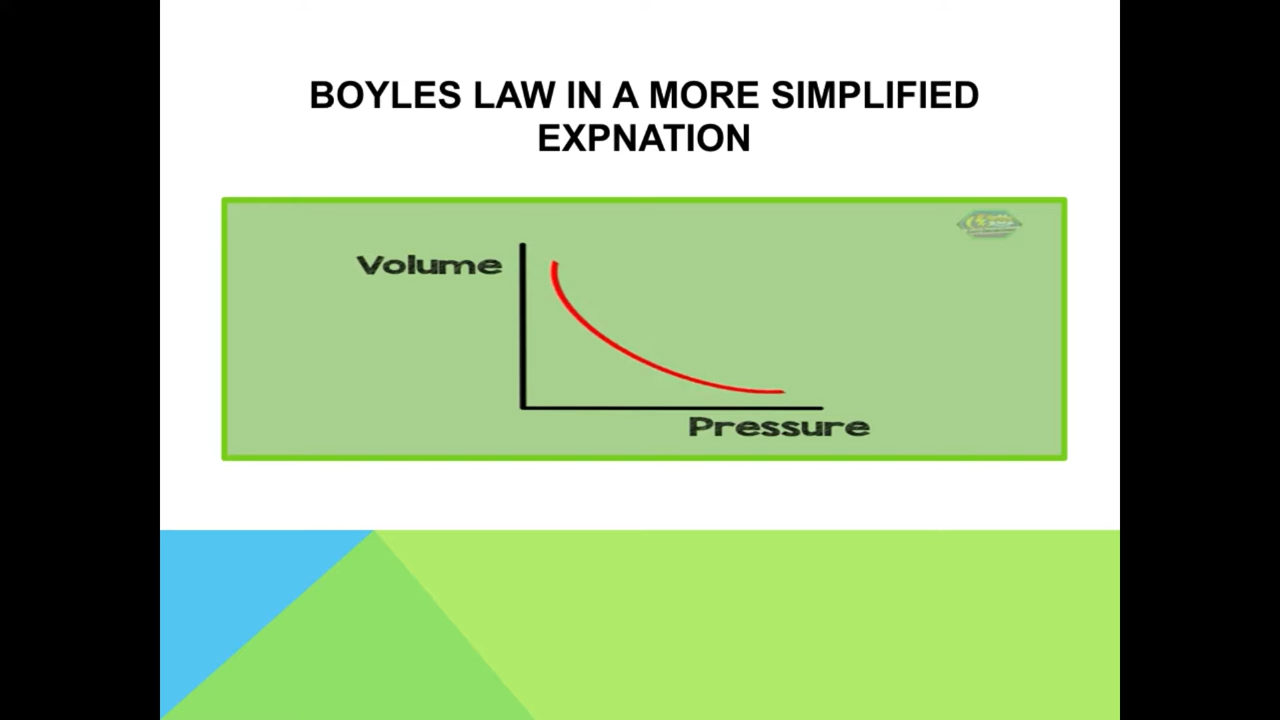 BOYLES LAW IN A MORE SIMPLIFIED
EXPNATION
Volume
Pressure